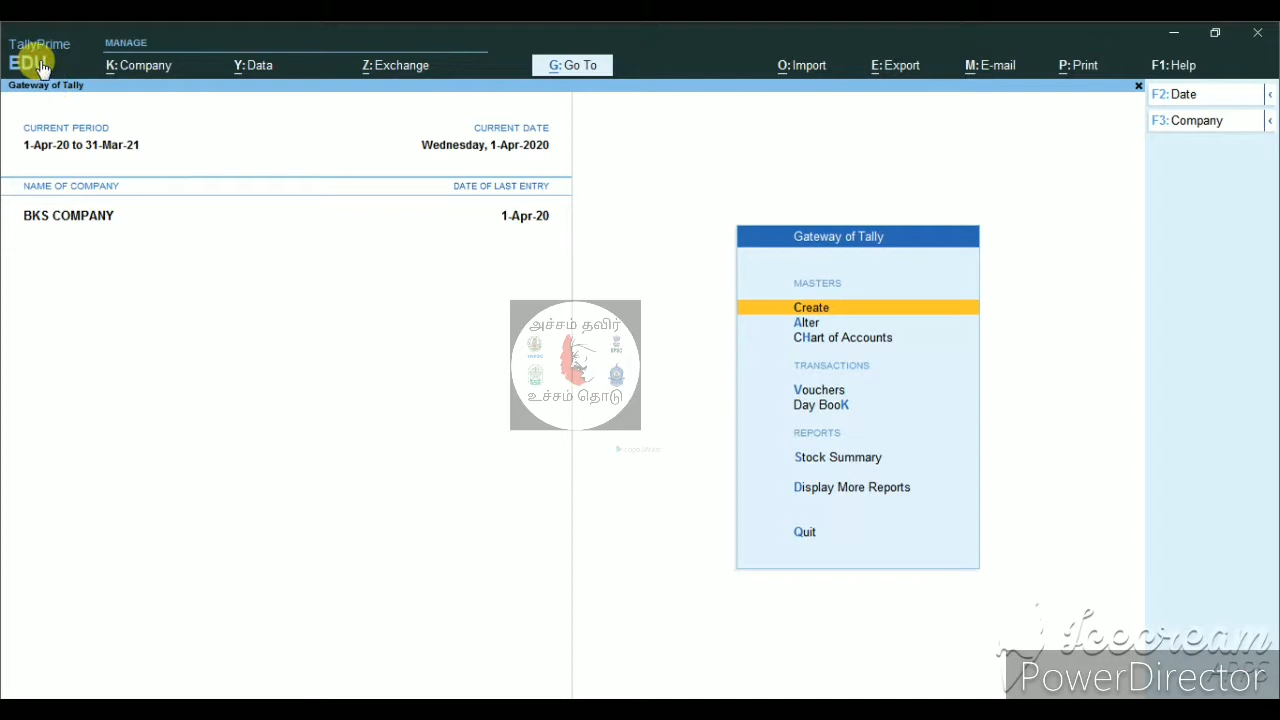 TallyPrime
EDU
MANAGE
K: Company
Y: Data
Z: Exchange
G: Go To
O: Import
E: Export
M: E-mail
P: Print
F1: Help
Gateway of Tally
F2: Date
F3: Company
CURRENT PERIOD
CURRENT DATE
1-Apr-20 to 31-Mar-21
Wednesday, 1-Apr-2020
NAME OF COMPANY
DATE OF LAST ENTRY
BKS COMPANY
1-Apr-20
Gateway of Tally
MASTERS
Create
Alter
CHart of Accounts
TRANSACTIONS
Vouchers
Day BooK
REPORTS
Stock Summary
Display More Reports
Quit
அச்சம் தவிர்
உச்சம் தொடு
Icecream
APPS
PowerDirector